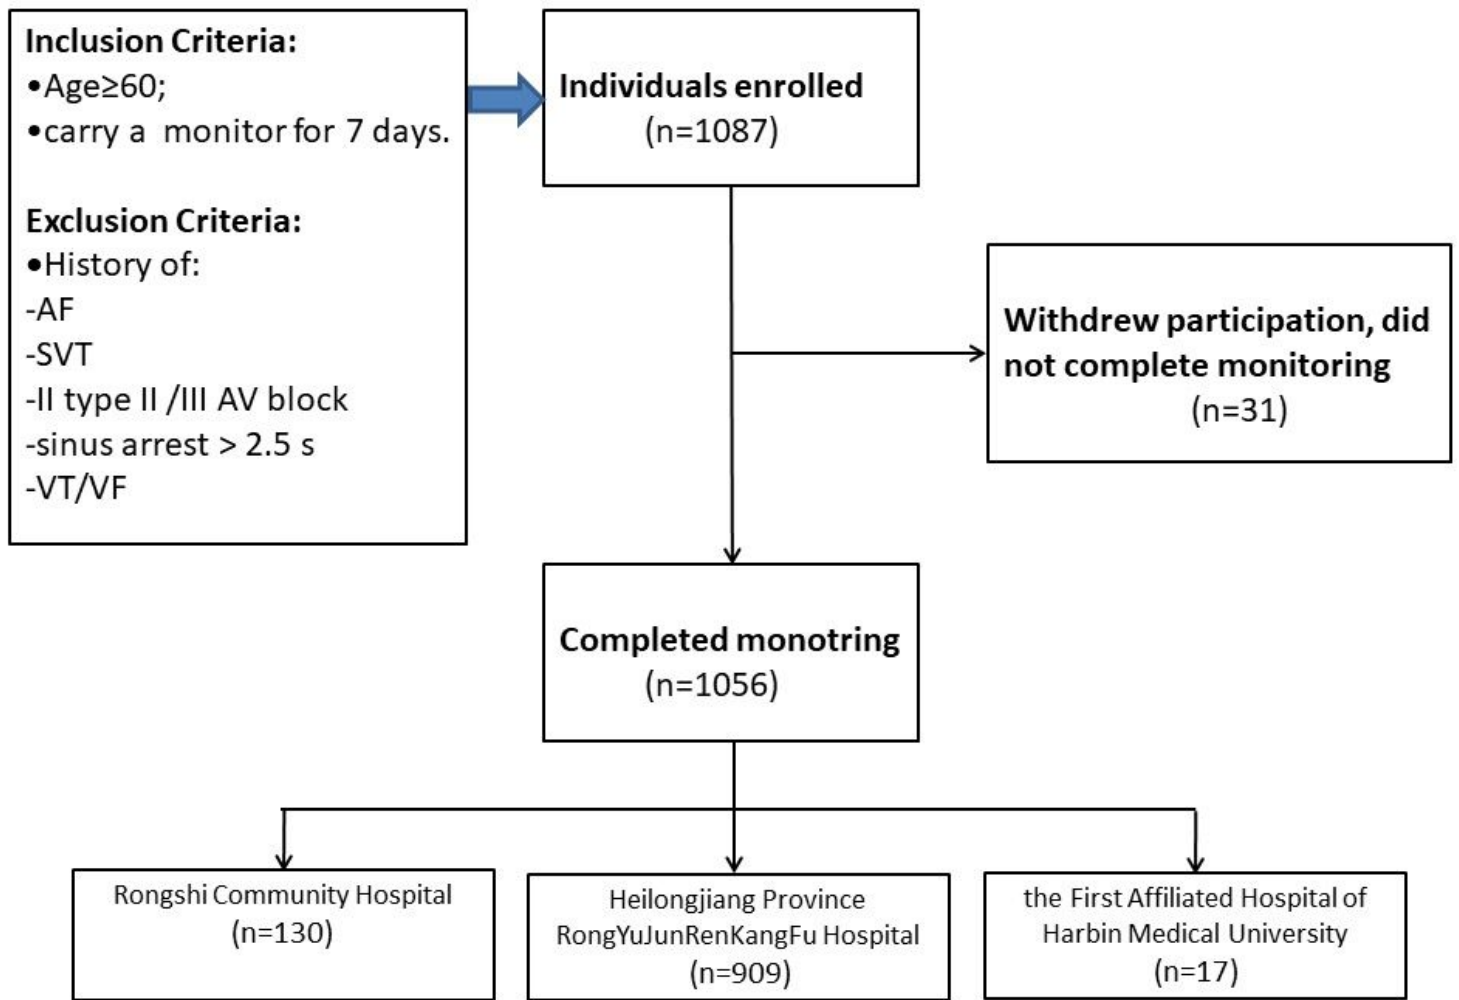 Inclusion Criteria:
•Age≥60;
•carry a monitor for 7 days.
Exclusion Criteria:
•History of:
-AF
-SVT
-II type II /III AV block
-sinus arrest > 2.5 s
-VT/VF
Individuals enrolled
(n=1087)
Withdrew participation, did
not complete monitoring
(n=31)
Completed monotring
(n=1056)
Rongshi Community Hospital
(n=130)
Heilongjiang Province
RongYuJunRenKangFu Hospital
(n=909)
the First Affiliated Hospital of
Harbin Medical University
(n=17)